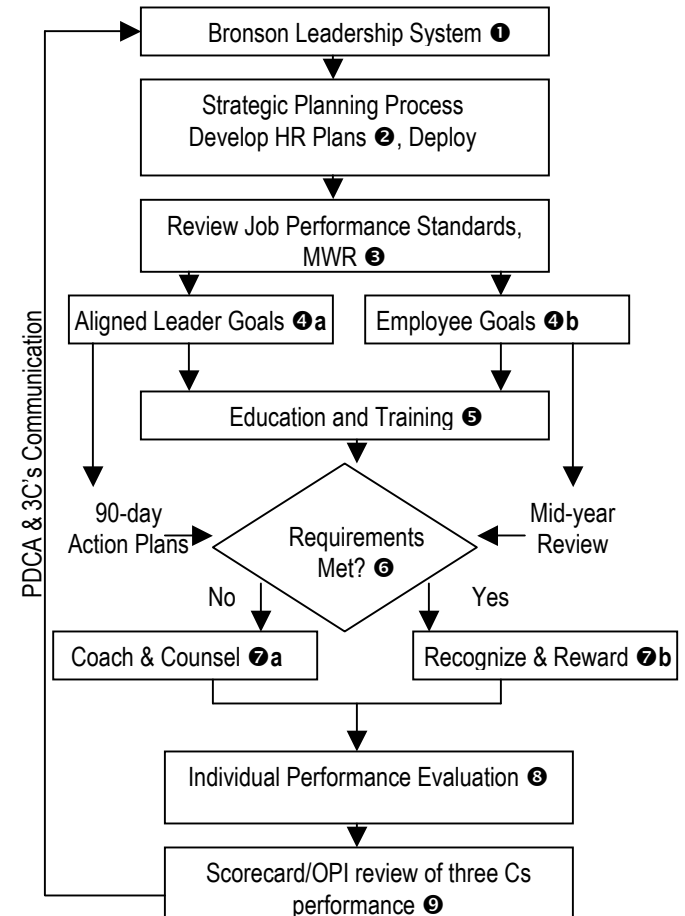 Bronson Leadership System ❶
Strategic Planning Process
Develop HR Plans ❷, Deploy
Review Job Performance Standards,
MWR ❸
Aligned Leader Goals ❹a
Employee Goals ❹b
Education and Training ❺
90-day
Action Plans
Requirements
Met? ❻
Mid-year
Review
No
Yes
Coach & Counsel ❼a
Recognize & Reward ❼b
Individual Performance Evaluation ❽
Scorecard/OPI review of three Cs
performance ❾
PDCA & 3C's Communication